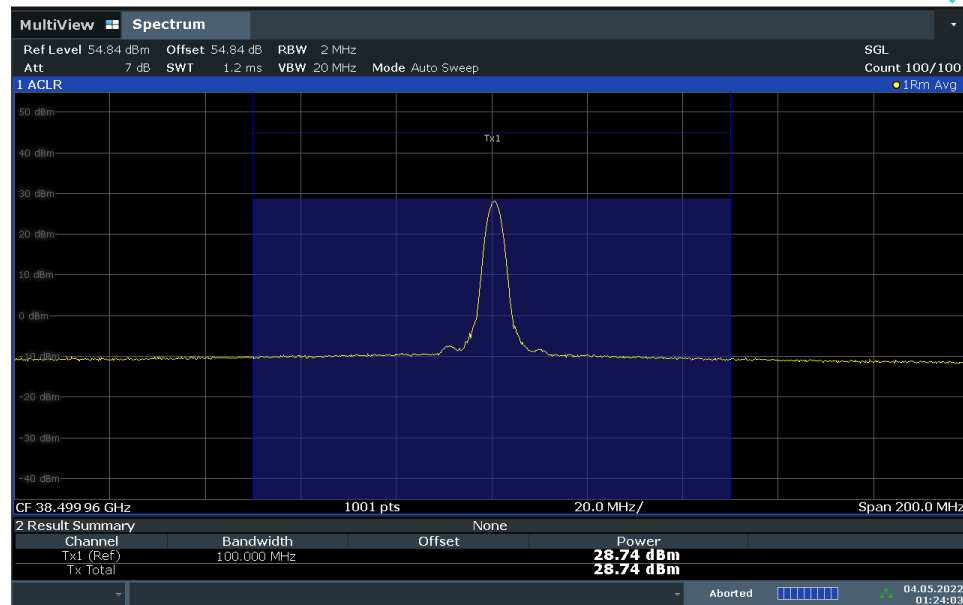 MultiView Spectrum
Ref Level 54.84 dBm Offset 54.84 dB RBW 2 MHz SGL
Att 7 dB SWT 1.2 ms VBW 20 MHz Mode Auto Sweep Count 100/100
1 ACLR 1Rm Avg
50 dBm
Tx1
40 dBm
30 dBm
20 dBm
10 dBm
0 dBm
-10 dBm
-20 dBm
-30 dBm
-40 dBm
CF 38.49996 GHz 1001 pts 20.0 MHz/ Span 200.0 MHz
2 Result Summary None
Channel Bandwidth Offset Power
Tx1 (Ref) 100.000 MHz 28.74 dBm
Tx Total 28.74 dBm
Aborted 04.05.2022
01:24:03